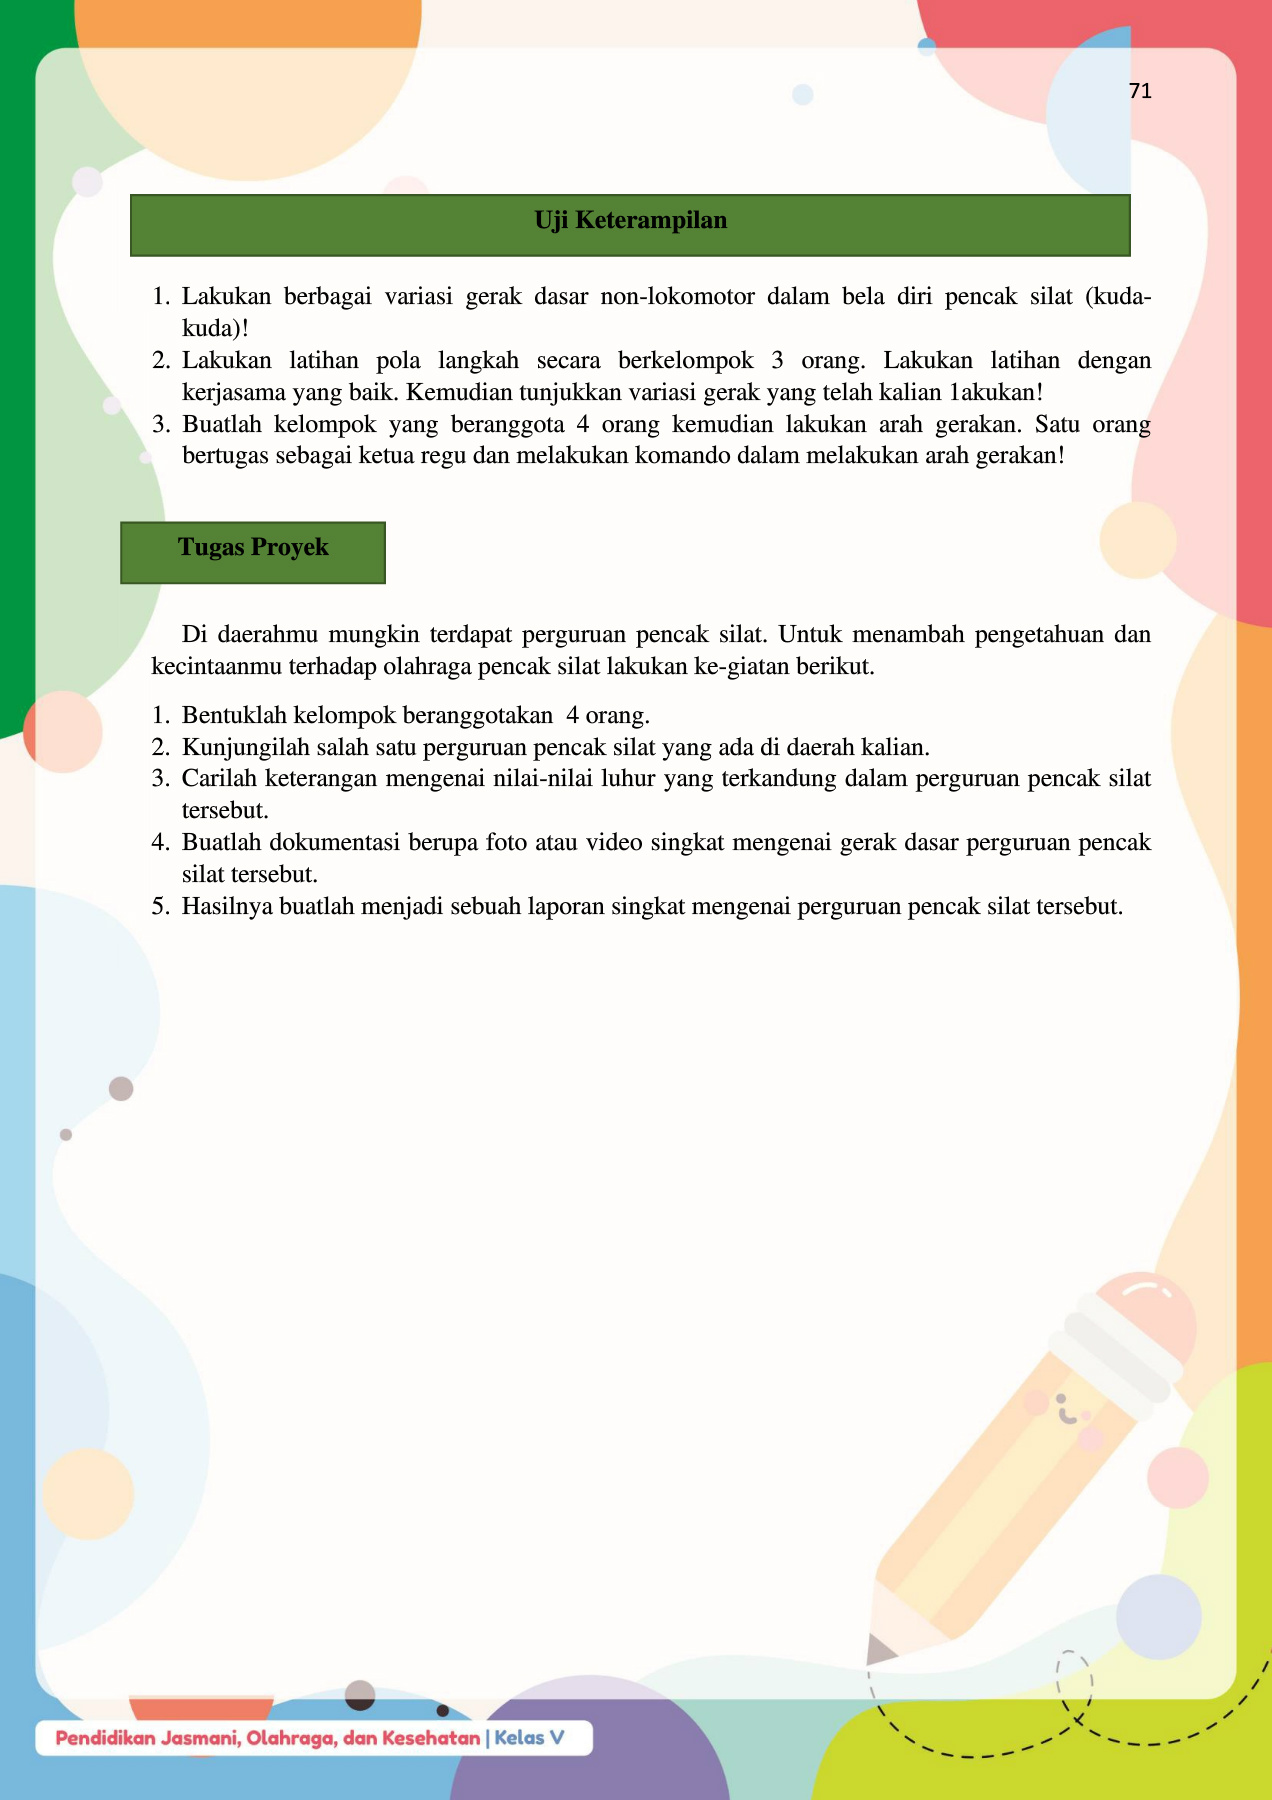 71
Uji Keterampilan
1. Lakukan berbagai variasi gerak dasar non-lokomotor dalam bela diri pencak silat (kuda-
kuda)!
2. Lakukan latihan pola langkah secara berkelompok 3 orang. Lakukan latihan dengan
kerjasama yang baik. Kemudian tunjukkan variasi gerak yang telah kalian 1akukan!
3. Buatlah kelompok yang beranggota 4 orang kemudian lakukan arah gerakan. Satu orang
bertugas sebagai ketua regu dan melakukan komando dalam melakukan arah gerakan!
Tugas Proyek
Di daerahmu mungkin terdapat perguruan pencak silat. Untuk menambah pengetahuan dan
kecintaanmu terhadap olahraga pencak silat lakukan ke-giatan berikut.
1. Bentuklah kelompok beranggotakan 4 orang.
2. Kunjungilah salah satu perguruan pencak silat yang ada di daerah kalian.
3. Carilah keterangan mengenai nilai-nilai luhur yang terkandung dalam perguruan pencak silat
tersebut.
4. Buatlah dokumentasi berupa foto atau video singkat mengenai gerak dasar perguruan pencak
silat tersebut.
5. Hasilnya buatlah menjadi sebuah laporan singkat mengenai perguruan pencak silat tersebut.
Pendidikan Jasmani, Olahraga, dan Kesehatan | Kelas V